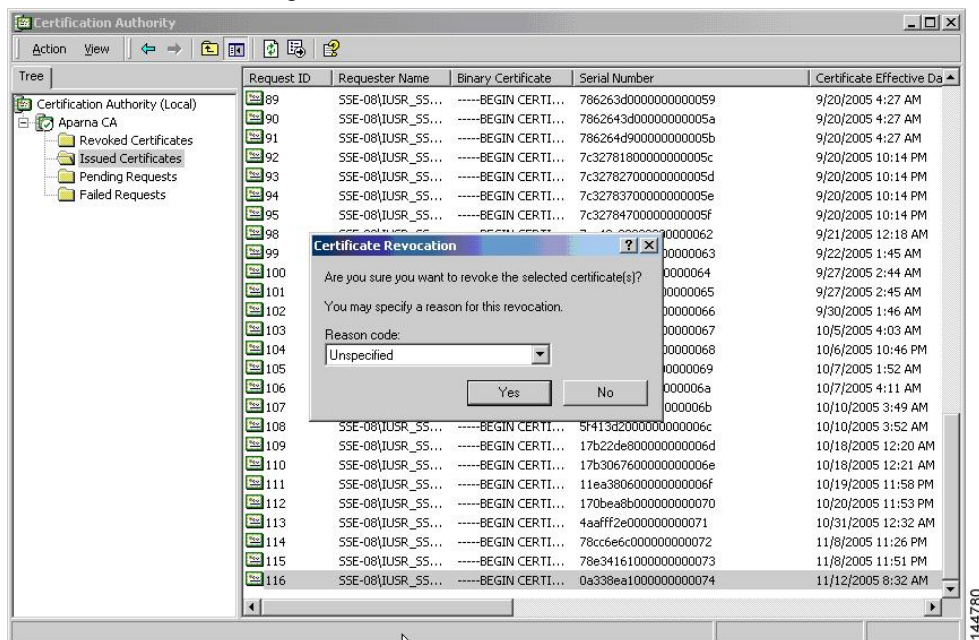 Certification Authority
Action View
Tree
Request ID Requester Name Binary Certificate Serial Number Certificate Effective Da
Certification Authority (Local)
Aparna CA
Revoked Certificates
Issued Certificates
Pending Requests
Failed Requests
89 SSE-08\IUSR_SS... -----BEGIN CERTI... 786263d0000000000059 9/20/2005 4:27 AM
90 SSE-08\IUSR_SS... -----BEGIN CERTI... 7862643d00000000005a 9/20/2005 4:27 AM
91 SSE-08\IUSR_SS... -----BEGIN CERTI... 786264d900000000005b 9/20/2005 4:27 AM
92 SSE-08\IUSR_SS... -----BEGIN CERTI... 7c32781800000000005c 9/20/2005 10:14 PM
93 SSE-08\IUSR_SS... -----BEGIN CERTI... 7c32782700000000005d 9/20/2005 10:14 PM
94 SSE-08\IUSR_SS... -----BEGIN CERTI... 7c32783700000000005e 9/20/2005 10:14 PM
95 SSE-08\IUSR_SS... -----BEGIN CERTI... 7c32784700000000005f 9/20/2005 10:14 PM
98 9/21/2005 12:18 AM
99 0000063 9/22/2005 1:45 AM
100 0000064 9/27/2005 2:44 AM
101 0000065 9/27/2005 2:45 AM
102 0000066 9/30/2005 1:46 AM
103 0000067 10/5/2005 4:03 AM
104 0000068 10/6/2005 10:46 PM
105 0000069 10/7/2005 1:52 AM
106 000006a 10/7/2005 4:11 AM
107 000006b 10/10/2005 3:49 AM
108 SSE-08\IUSR_SS... -----BEGIN CERTI... 5f413d2000000000006c 10/10/2005 3:52 AM
109 SSE-08\IUSR_SS... -----BEGIN CERTI... 17b22de800000000006d 10/18/2005 12:20 AM
110 SSE-08\IUSR_SS... -----BEGIN CERTI... 17b3067600000000006e 10/18/2005 12:21 AM
111 SSE-08\IUSR_SS... -----BEGIN CERTI... 11ea380600000000006f 10/19/2005 11:58 PM
112 SSE-08\IUSR_SS... -----BEGIN CERTI... 170bea8b000000000070 10/20/2005 11:53 PM
113 SSE-08\IUSR_SS... -----BEGIN CERTI... 4aafff2e000000000071 10/31/2005 12:32 AM
114 SSE-08\IUSR_SS... -----BEGIN CERTI... 78cc6e6c000000000072 11/8/2005 11:26 PM
115 SSE-08\IUSR_SS... -----BEGIN CERTI... 78e34161000000000073 11/8/2005 11:51 PM
116 SSE-08\IUSR_SS... -----BEGIN CERTI... 0a338ea1000000000074 11/12/2005 8:32 AM
Certificate Revocation
Are you sure you want to revoke the selected certificate(s)?
You may specify a reason for this revocation.
Reason code:
Unspecified
Yes No
144780